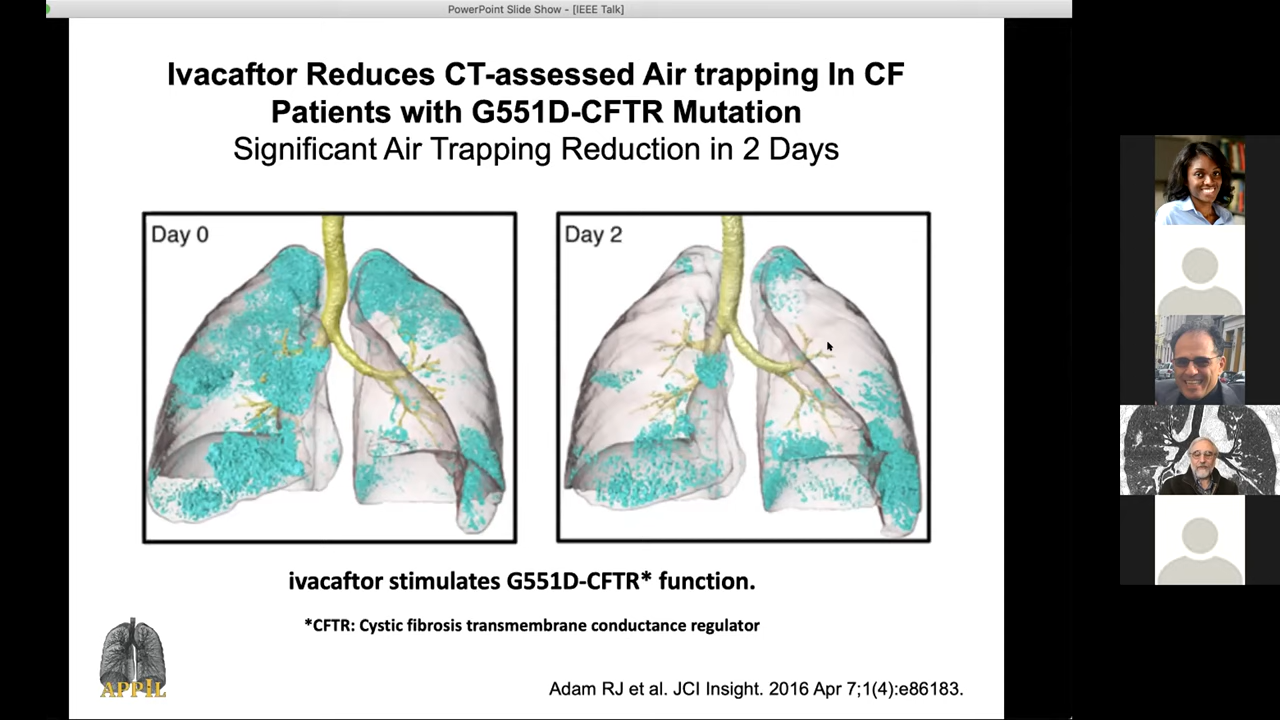 PowerPoint Slide Show - [IEEE Talk]
Ivacaftor Reduces CT-assessed Air trapping In CF
Patients with G551D-CFTR Mutation
Significant Air Trapping Reduction in 2 Days
Day 0
Day 2
ivacaftor stimulates G551D-CFTR* function.
*CFTR: Cystic fibrosis transmembrane conductance regulator
APPIL
Adam RJ et al. JCI Insight. 2016 Apr 7;1(4):e86183.